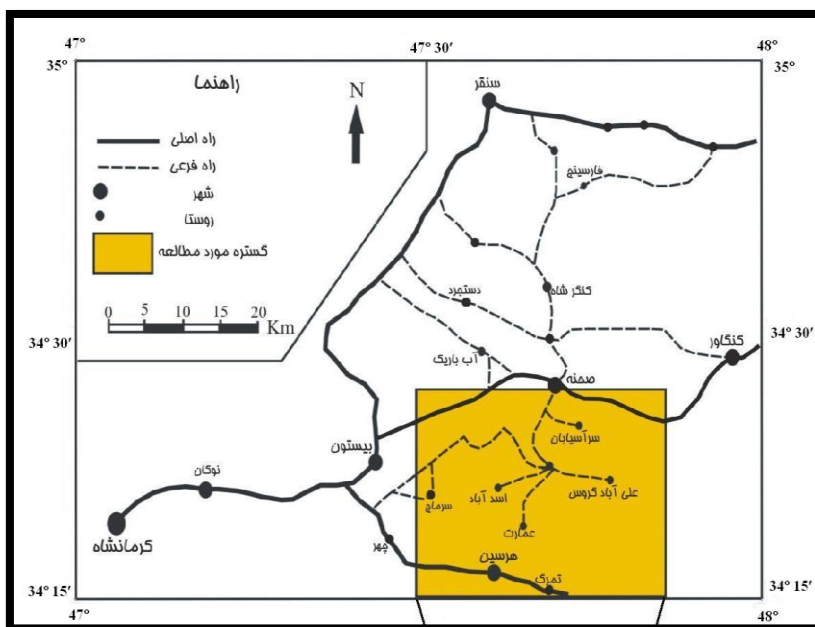 47°
47° 30′
48°
35°
35°
راهنما
N
سنقر
راه اصلی
راه فرعی
شهر
روستا
گستره مورد مطالعه
فارسینج
0 5 10 15 20
Km
کنگر شاه
دستجرد
34° 30′
34° 30′
کنگاور
آب باریک
صحنه
سرآسیابان
بیستون
نوکان
علی آباد گروس
اسد آباد
سرماج
عمارت
کرمانشاه
چهر
هرسین
تمرگ
34° 15′
34° 15′
47°
48°